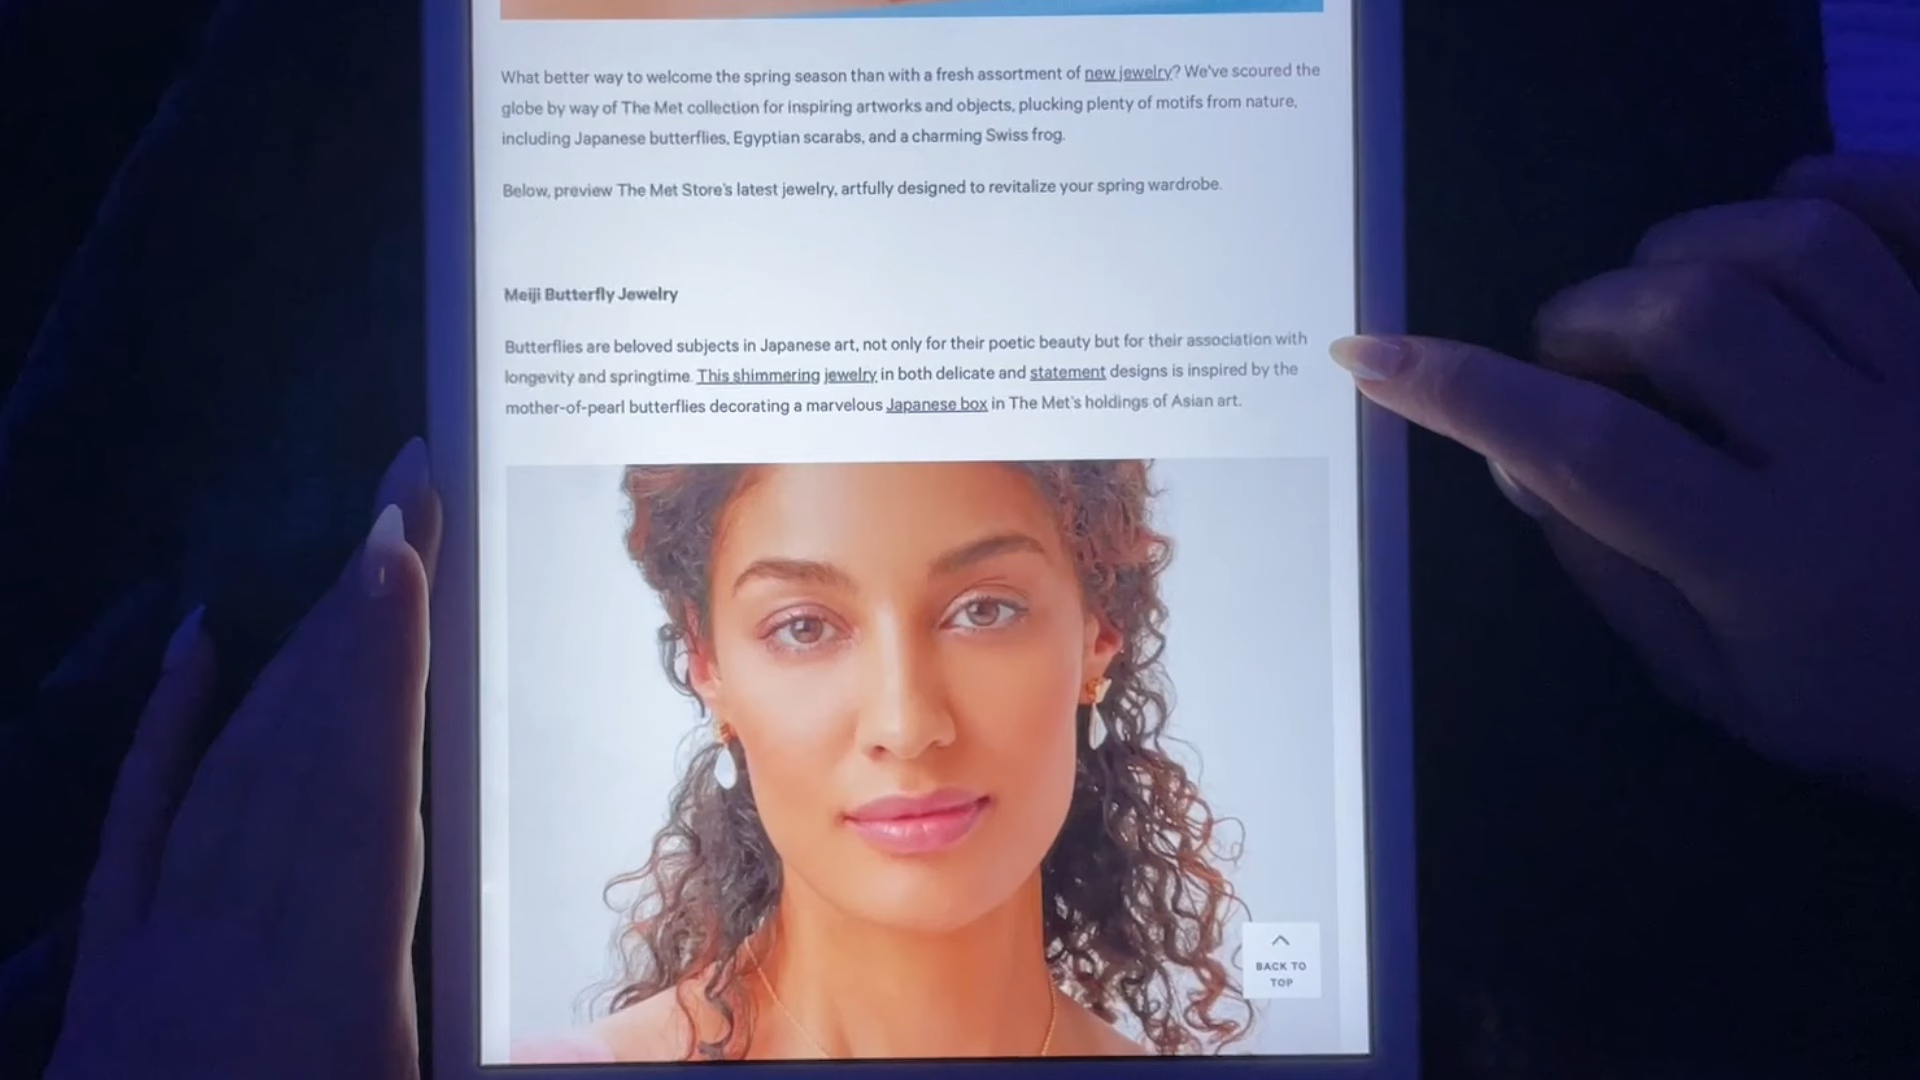 What better way to welcome the spring season than with a fresh assortment of new jewelry? We've scoured the
globe by way of The Met collection for inspiring artworks and objects, plucking plenty of motifs from nature,
including Japanese butterflies, Egyptian scarabs, and a charming Swiss frog.
Below, preview The Met Store's latest jewelry, artfully designed to revitalize your spring wardrobe.
Meiji Butterfly Jewelry
Butterflies are beloved subjects in Japanese art, not only for their poetic beauty but for their association with
longevity and springtime. This shimmering jewelry in both delicate and statement designs is inspired by the
mother-of-pearl butterflies decorating a marvelous Japanese box in The Met's holdings of Asian art.
BACK TO
TOP